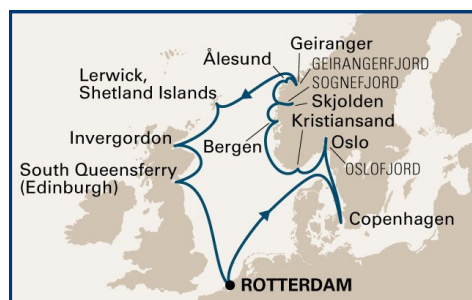 Geiranger
Ålesund
GEIRANGERFJORD
SOGNEFJORD
Lerwick,
Shetland Islands
Skjolden
Kristiansand
Invergordon
Bergen
Oslo
OSLOFJORD
South Queensferry
(Edinburgh)
Copenhagen
ROTTERDAM